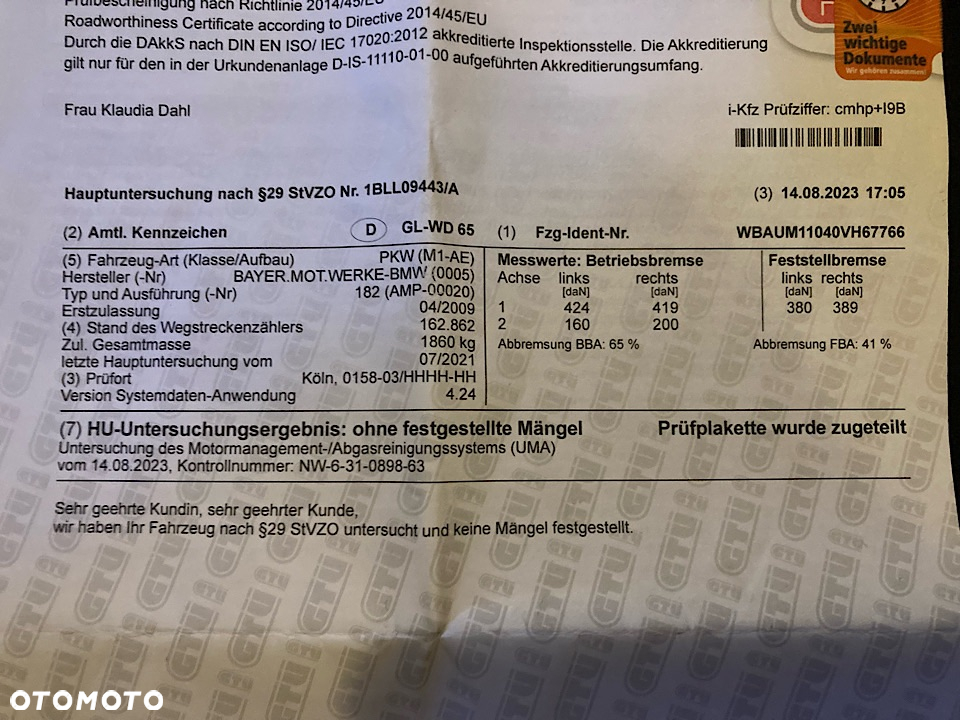 Prüfbescheinigung nach Richtlinie 2014/45/EU
Roadworthiness Certificate according to Directive 2014/45/EU
Durch die DAkkS nach DIN EN ISO/ IEC 17020:2012 akkreditierte Inspektionsstelle. Die Akkreditierung
gilt nur für den in der Urkundenanlage D-IS-11110-01-00 aufgeführten Akkreditierungsumfang.
Zwei
wichtige
Dokumente
Wir gehören zusammen!
Frau Klaudia Dahl
i-Kfz Prüfziffer: cmhp+I9B
Hauptuntersuchung nach §29 StVZO Nr. 1BLL09443/A (3) 14.08.2023 17:05
(2) Amtl. Kennzeichen D GL-WD 65 (1) Fzg-Ident-Nr. WBAUM11040VH67766
(5) Fahrzeug-Art (Klasse/Aufbau) PKW (M1-AE)
Hersteller (-Nr) BAYER.MOT.WERKE-BMW (0005)
Typ und Ausführung (-Nr) 182 (AMP-00020)
Erstzulassung 04/2009
(4) Stand des Wegstreckenzählers 162.862
Zul. Gesamtmasse 1860 kg
letzte Hauptuntersuchung vom 07/2021
(3) Prüfort Köln, 0158-03/HHHH-HH
Version Systemdaten-Anwendung 4.24
Messwerte: Betriebsbremse
Achse links rechts
[daN] [daN]
1 424 419
2 160 200
Abbremsung BBA: 65 %
Feststellbremse
links rechts
[daN] [daN]
380 389
Abbremsung FBA: 41 %
(7) HU-Untersuchungsergebnis: ohne festgestellte Mängel Prüfplakette wurde zugeteilt
Untersuchung des Motormanagement-/Abgasreinigungssystems (UMA)
vom 14.08.2023, Kontrollnummer: NW-6-31-0898-63
Sehr geehrte Kundin, sehr geehrter Kunde,
wir haben Ihr Fahrzeug nach §29 StVZO untersucht und keine Mängel festgestellt.
OTOMOTO